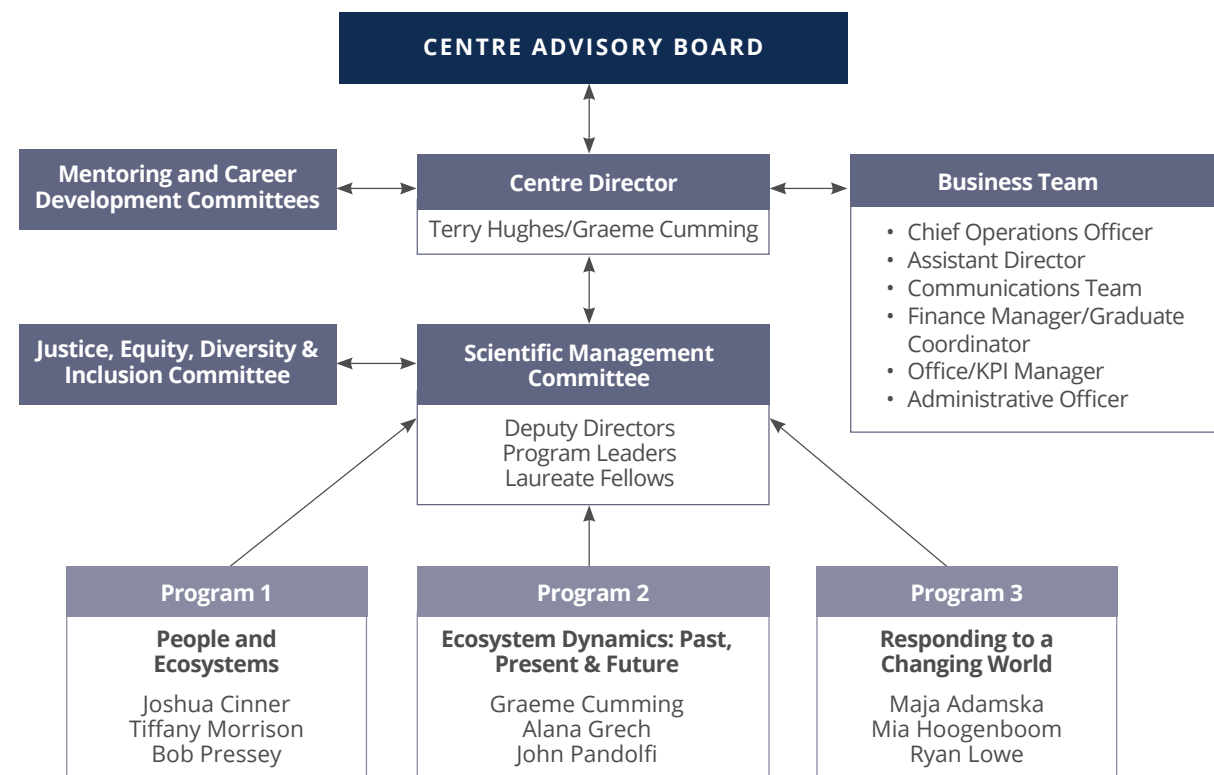 CENTRE ADVISORY BOARD
Mentoring and Career
Development Committees
Centre Director
Terry Hughes/Graeme Cumming
Business Team
• Chief Operations Officer
• Assistant Director
• Communications Team
• Finance Manager/Graduate
Coordinator
• Office/KPI Manager
• Administrative Officer
Justice, Equity, Diversity &
Inclusion Committee
Scientific Management
Committee
Deputy Directors
Program Leaders
Laureate Fellows
Program 1
People and
Ecosystems
Joshua Cinner
Tiffany Morrison
Bob Pressey
Program 2
Ecosystem Dynamics: Past,
Present & Future
Graeme Cumming
Alana Grech
John Pandolfi
Program 3
Responding to a
Changing World
Maja Adamska
Mia Hoogenboom
Ryan Lowe